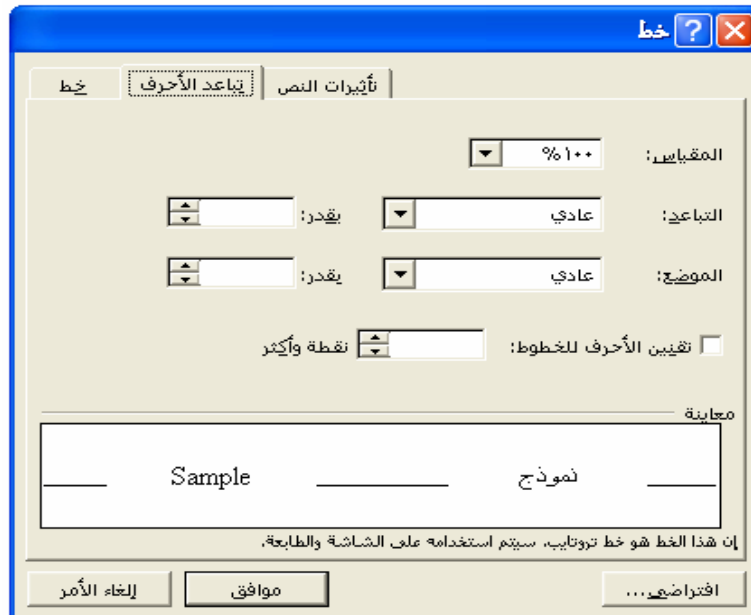 خط
تأثيرات النص تباعد الأحرف خط
المقياس: ١٠٠%
التباعد: عادي بقدر:
الموضع: عادي بقدر:
تقنين الأحرف للخطوط: نقطة وأكثر
معاينة
نموذج Sample
إن هذا الخط هو خط تروتايب، سيتم استخدامه على الشاشة والطابعة.
افتراضي... موافق إلغاء الأمر